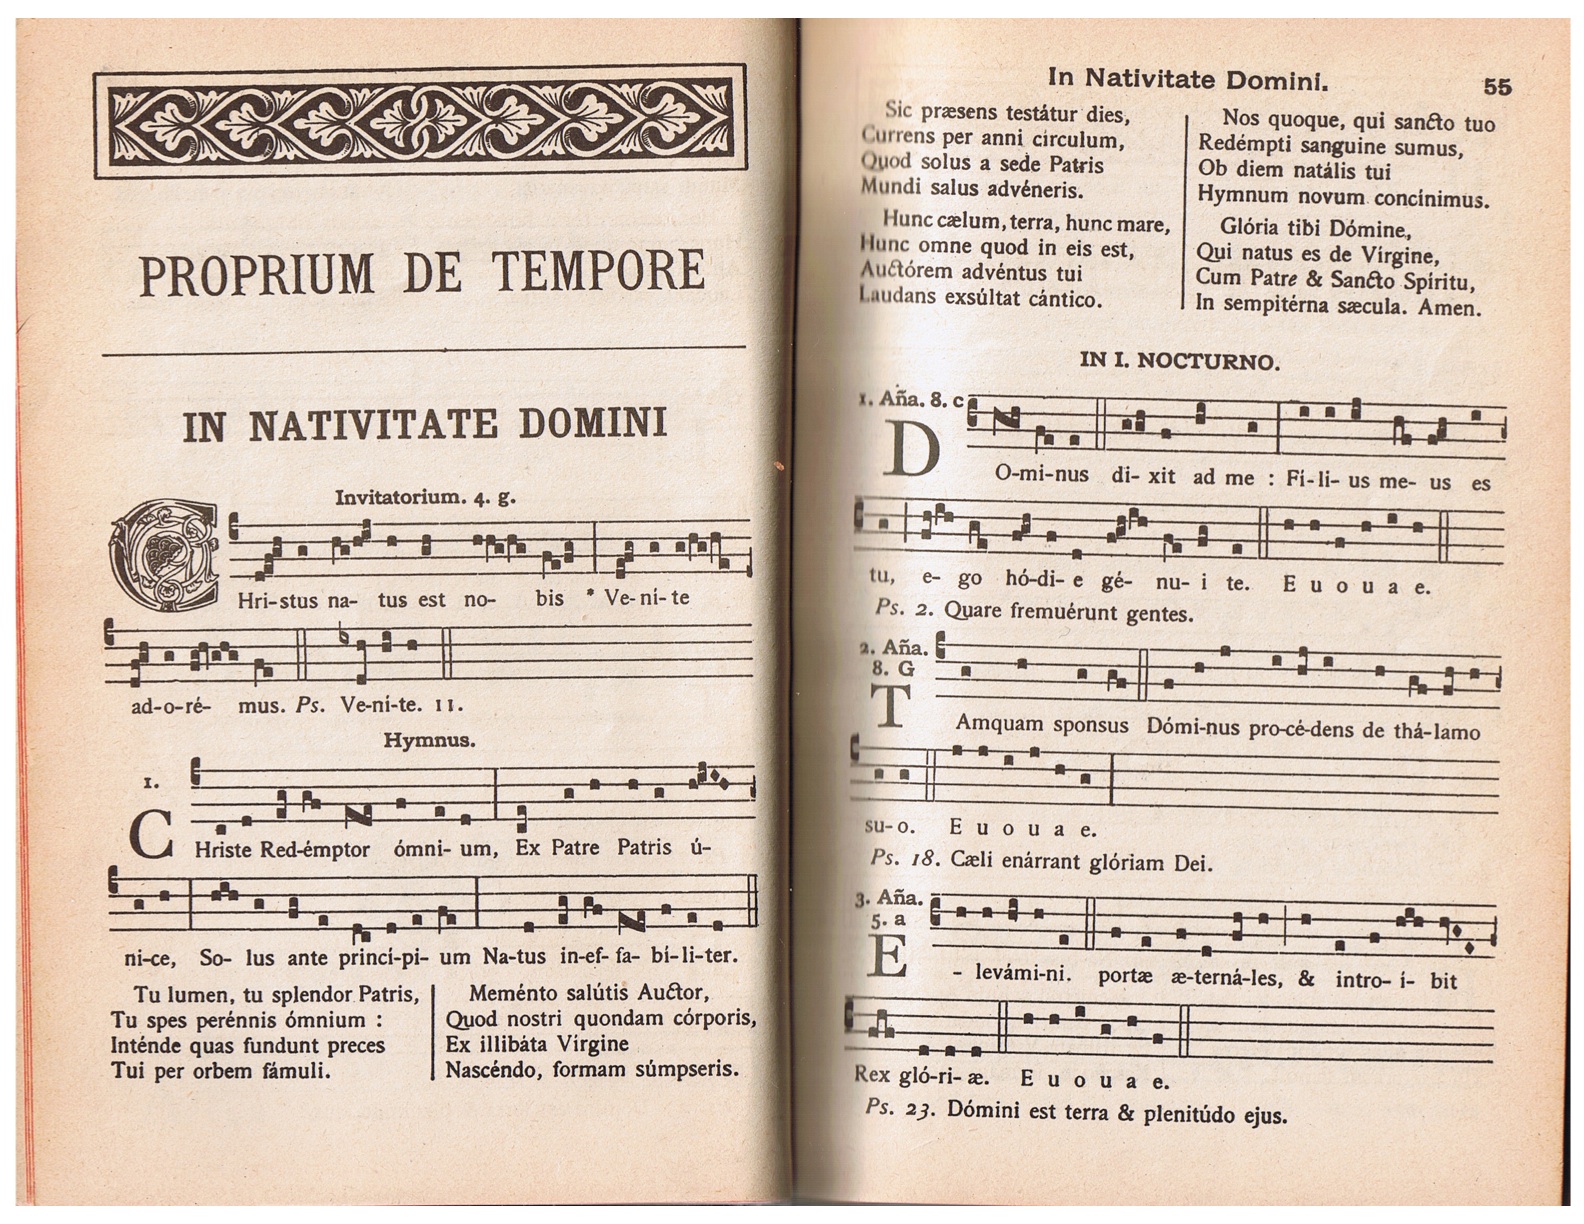 PROPRIUM DE TEMPORE
IN NATIVITATE DOMINI
Invitatorium. 4. g.
CHri-stus na- tus est no- bis * Ve-ní-te
ad-o-ré- mus. Ps. Ve-ní-te. 11.
Hymnus.
1.
CHriste Red-émptor ómni- um, Ex Patre Patris ú-
ni-ce, So- lus ante princí-pi- um Na-tus in-ef- fa- bí-li-ter.
Tu lumen, tu splendor Patris,
Tu spes perénnis ómnium :
Inténde quas fundunt preces
Tui per orbem fámuli.
Meménto salútis Auctor,
Quod nostri quondam córporis,
Ex illibáta Vírgine
Nascéndo, formam súmpseris.
In Nativitate Domini. 55
Sic præsens testátur dies,
Currens per anni círculum,
Quod solus a sede Patris
Mundi salus advéneris.
Hunc cælum, terra, hunc mare,
Hunc omne quod in eis est,
Auctórem advéntus tui
Laudans exsúltat cántico.
Nos quoque, qui sancto tuo
Redémpti sanguine sumus,
Ob diem natális tui
Hymnum novum concínimus.
Glória tibi Dómine,
Qui natus es de Vírgine,
Cum Patre & Sancto Spíritu,
In sempitérna sæcula. Amen.
IN I. NOCTURNO.
1. Aña. 8. c
DO-mi-nus di- xit ad me : Fí-li- us me- us es
tu, e- go hó-di- e gé- nu- i te. E u o u a e.
Ps. 2. Quare fremuérunt gentes.
2. Aña.
8. G
TAmquam sponsus Dómi-nus pro-cé-dens de thá-lamo
su- o. E u o u a e.
Ps. 18. Cæli enárrant glóriam Dei.
3. Aña.
5. a
E- levámi-ni. portæ æ-terná-les, & intro- í- bit
Rex gló-ri- æ. E u o u a e.
Ps. 23. Dómini est terra & plenitúdo ejus.